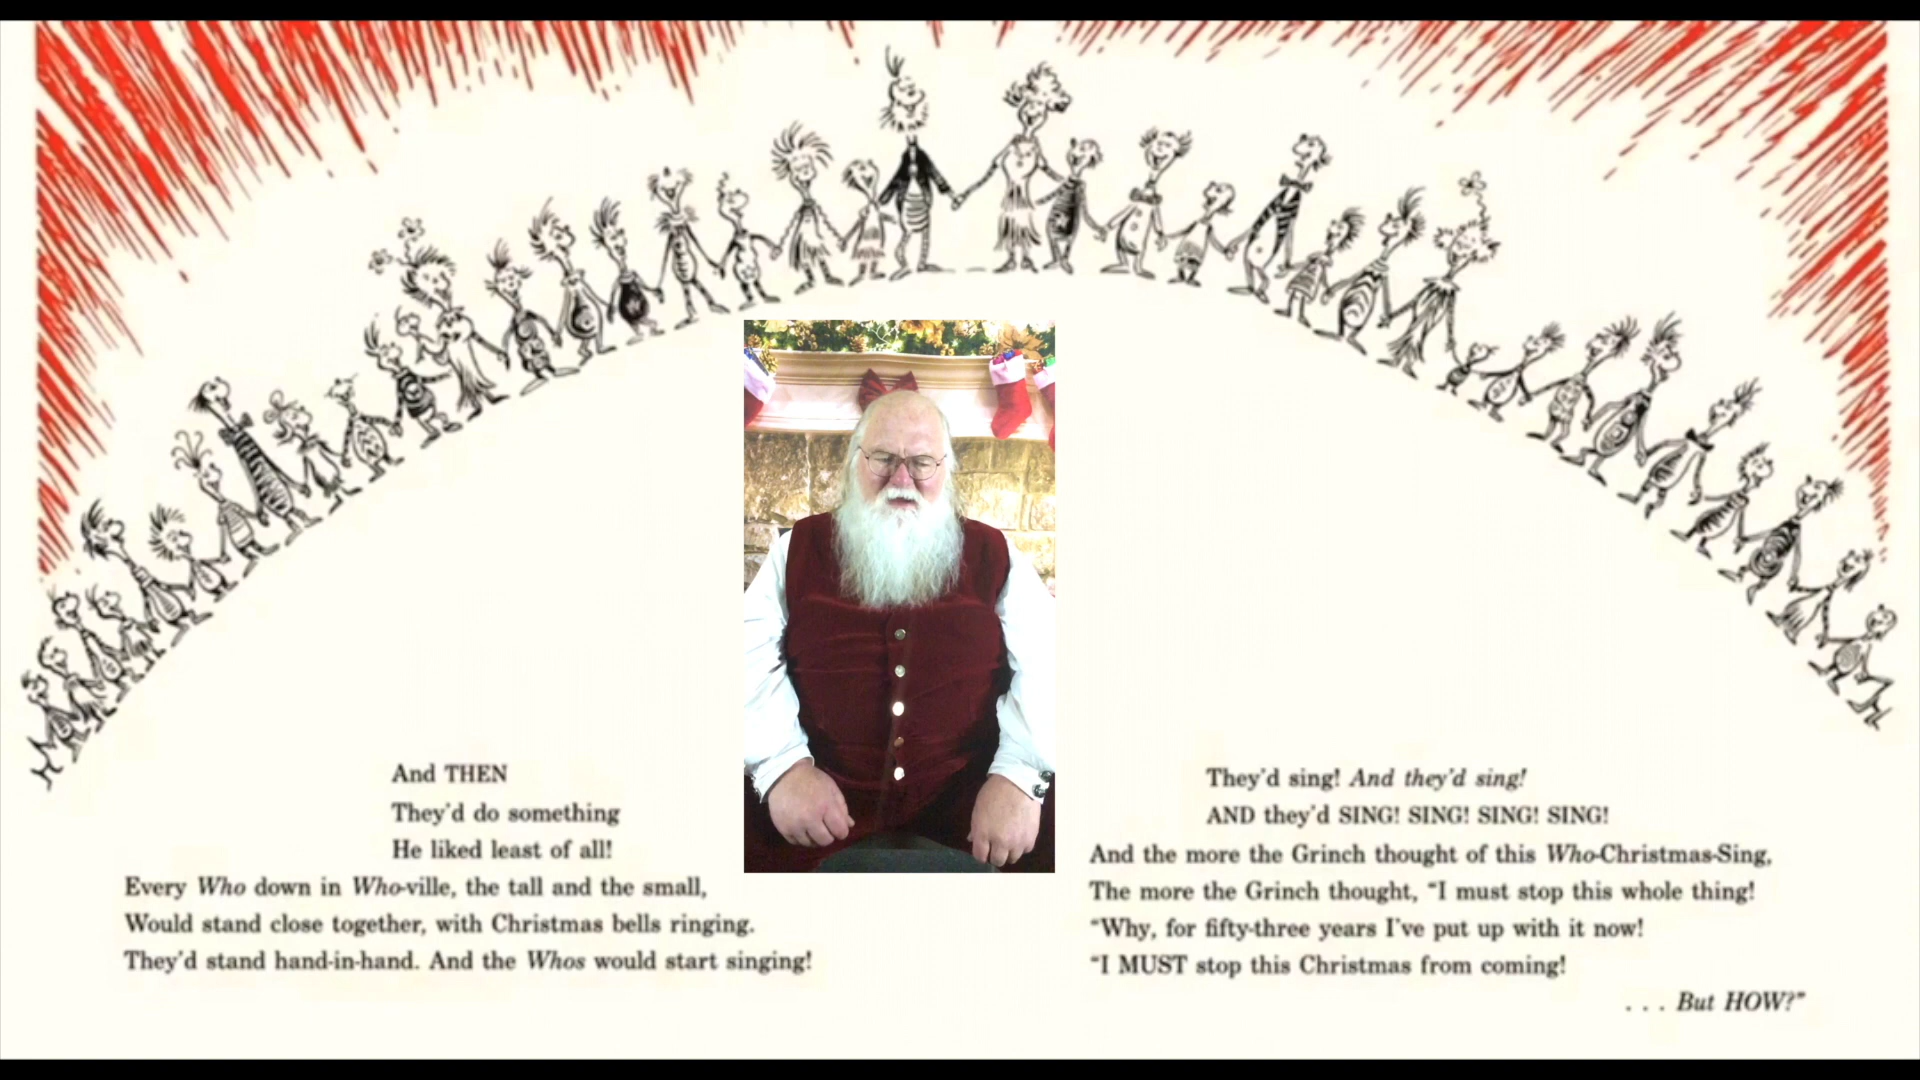 And THEN
They'd do something
He liked least of all!
Every Who down in Who-ville, the tall and the small,
Would stand close together, with Christmas bells ringing.
They'd stand hand-in-hand. And the Whos would start singing!
They'd sing! And they'd sing!
AND they'd SING! SING! SING! SING!
And the more the Grinch thought of this Who-Christmas-Sing,
The more the Grinch thought, “I must stop this whole thing!
“Why, for fifty-three years I've put up with it now!
“I MUST stop this Christmas from coming!
. . . But HOW?”